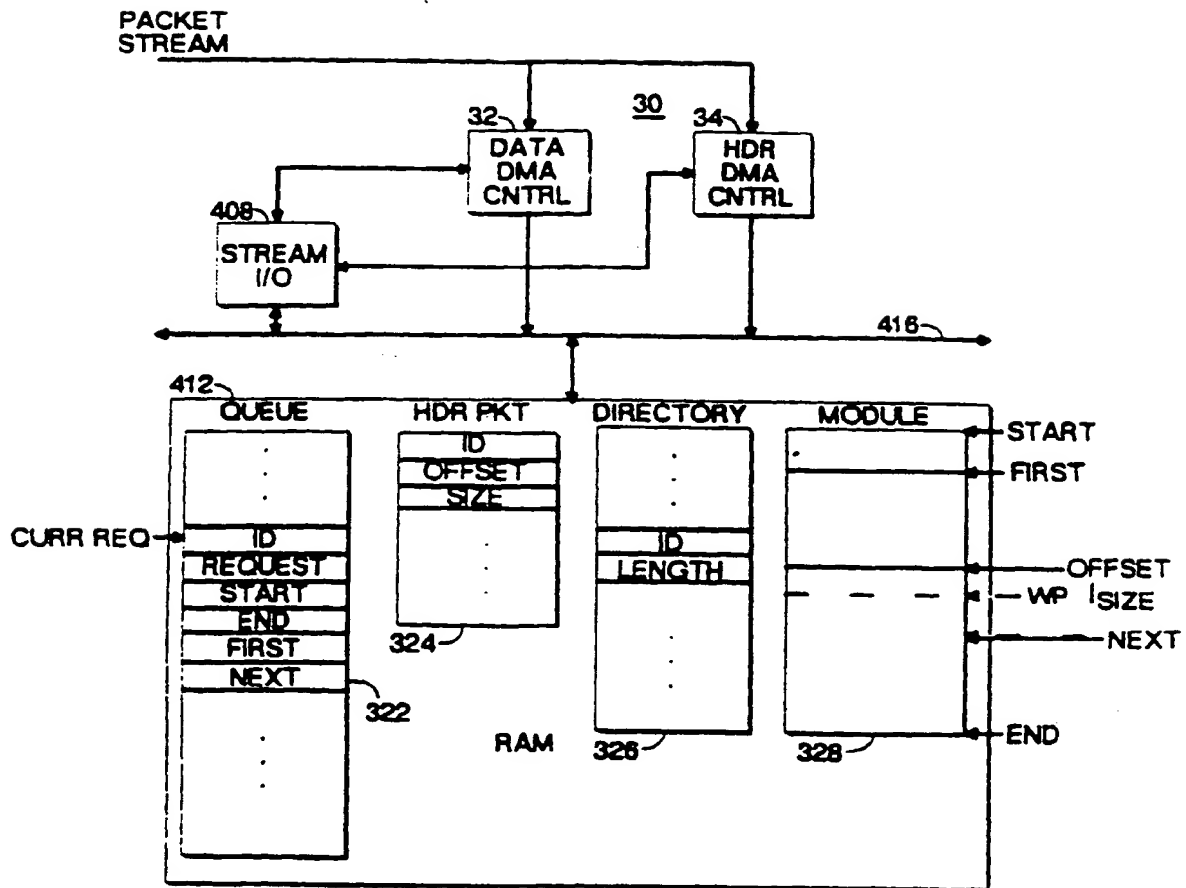 PACKET
STREAM
30
32
DATA
DMA
CNTRL
34
HDR
DMA
CNTRL
408
STREAM
I/O
416
412
QUEUE
HDR PKT
DIRECTORY
MODULE
START
ID
OFFSET
SIZE
FIRST
CURR REQ
ID
REQUEST
START
END
FIRST
NEXT
322
324
ID
LENGTH
OFFSET
WP SIZE
NEXT
RAM
326
328
END